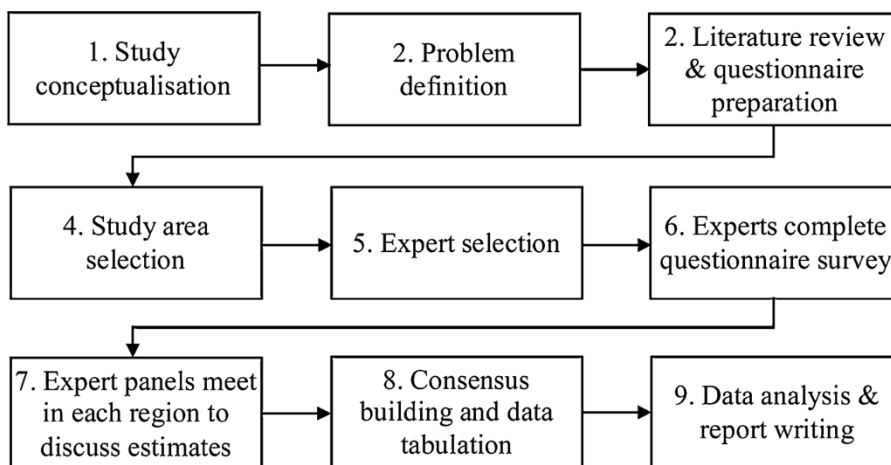 1. Study
conceptualisation
2. Problem
definition
2. Literature review
& questionnaire
preparation
4. Study area
selection
5. Expert selection
6. Experts complete
questionnaire survey
7. Expert panels meet
in each region to
discuss estimates
8. Consensus
building and data
tabulation
9. Data analysis &
report writing